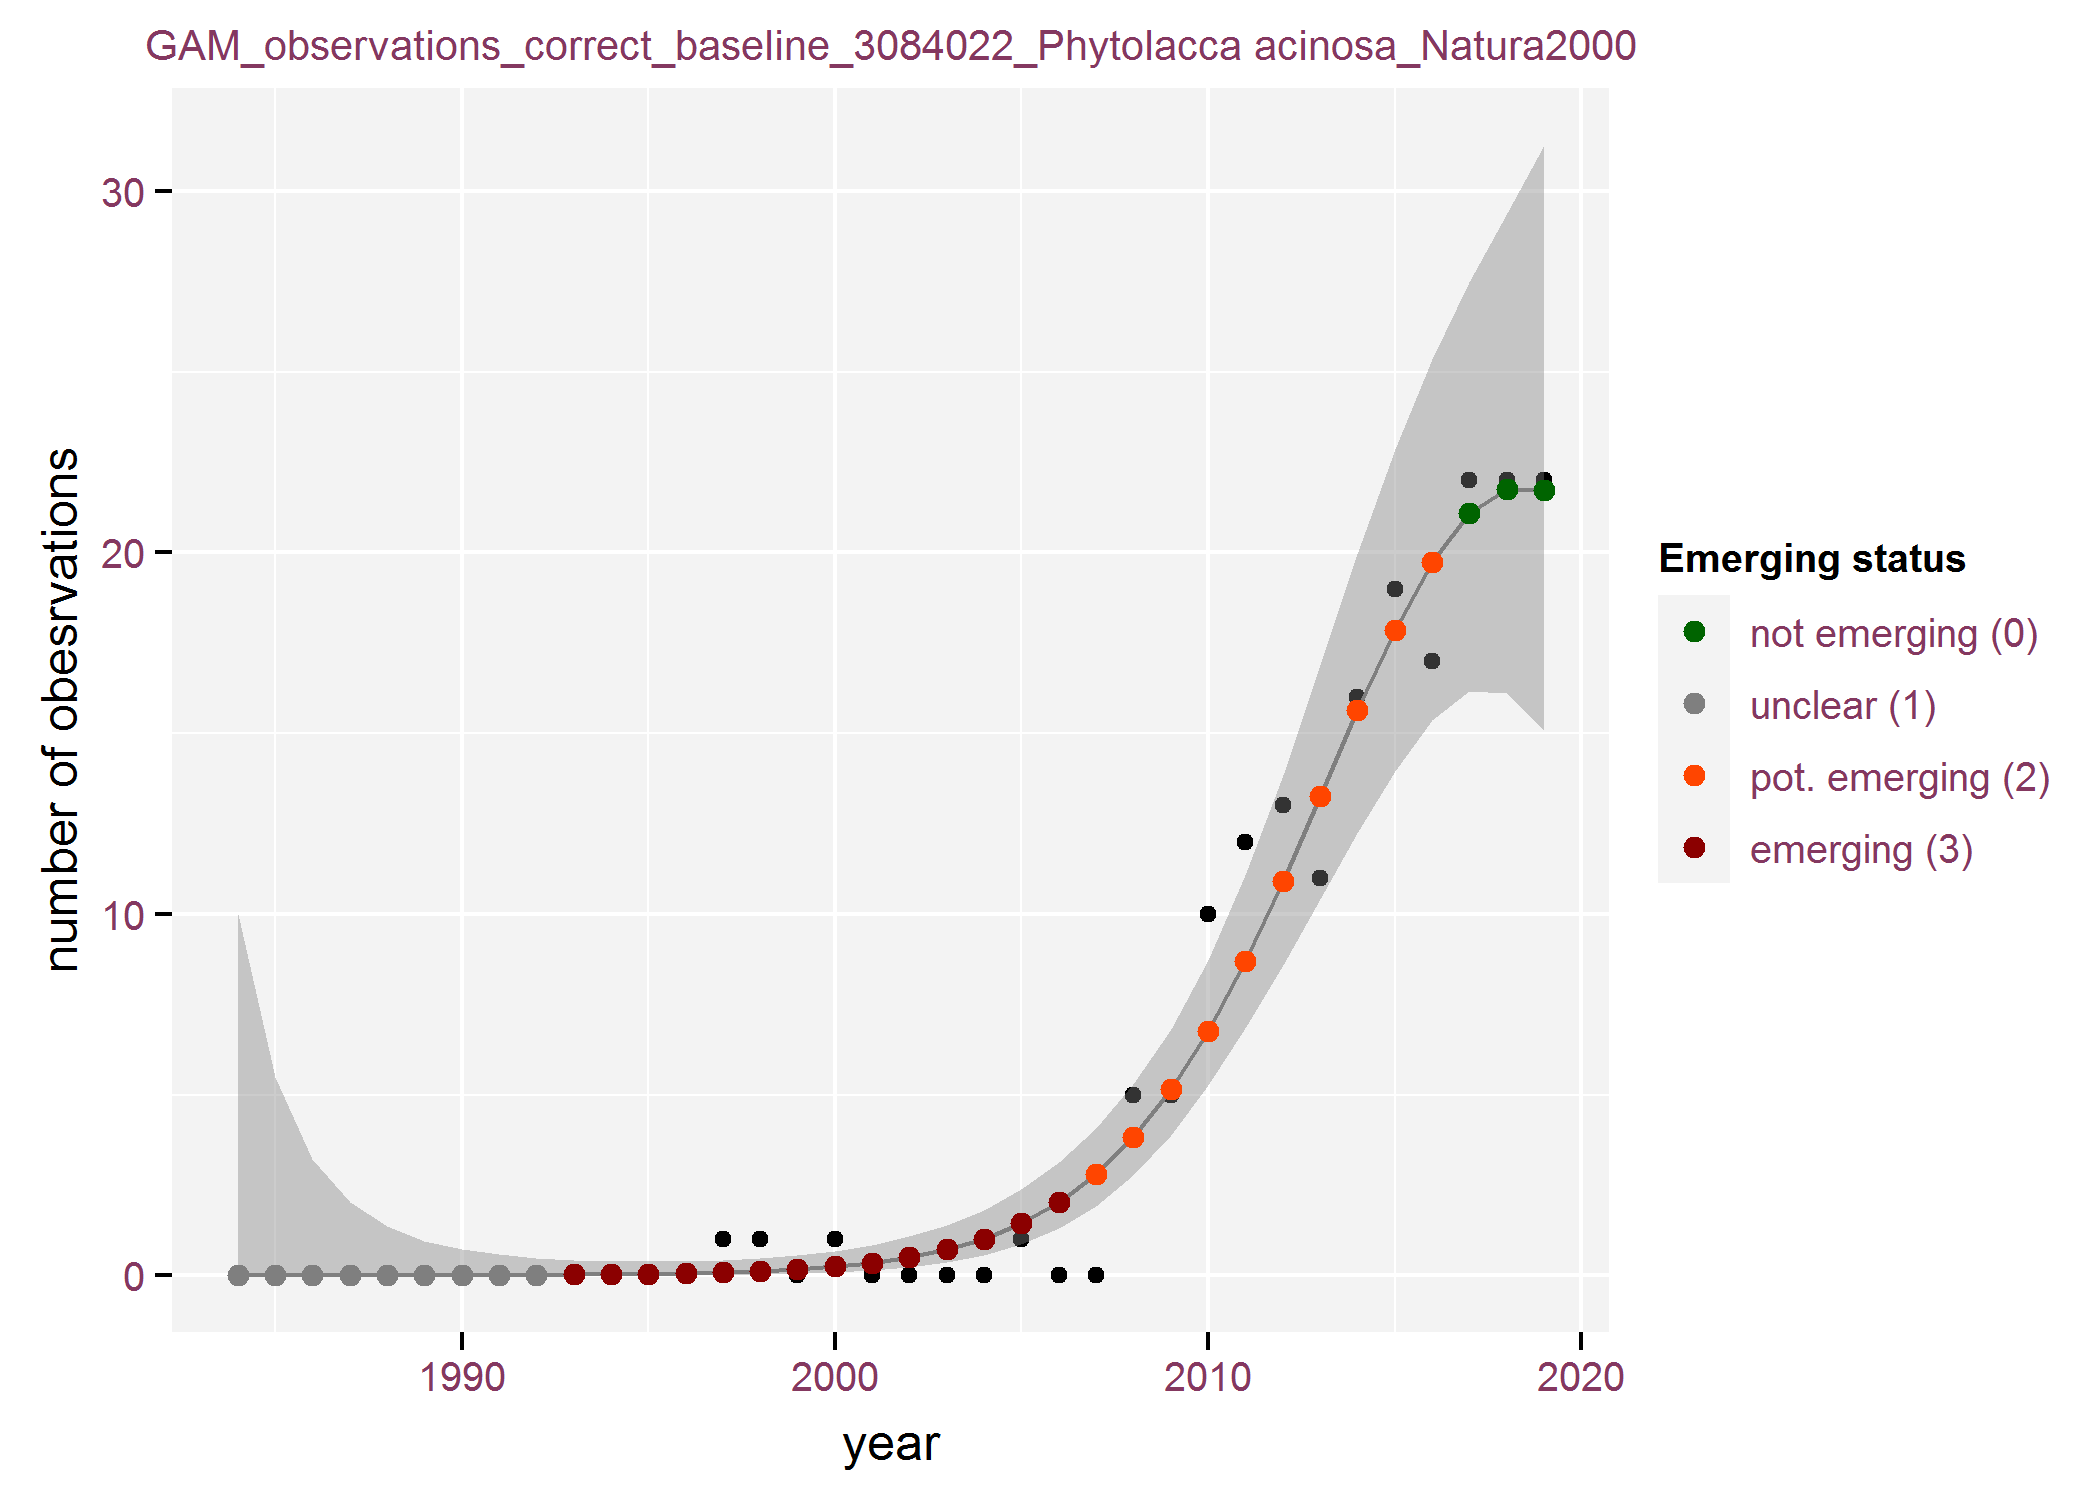 GAM_observations_correct_baseline_3084022_Phytolacca acinosa_Natura2000
number of obesrvations
30
20
10
0
1990
2000
2010
2020
year
Emerging status
not emerging (0)
unclear (1)
pot. emerging (2)
emerging (3)